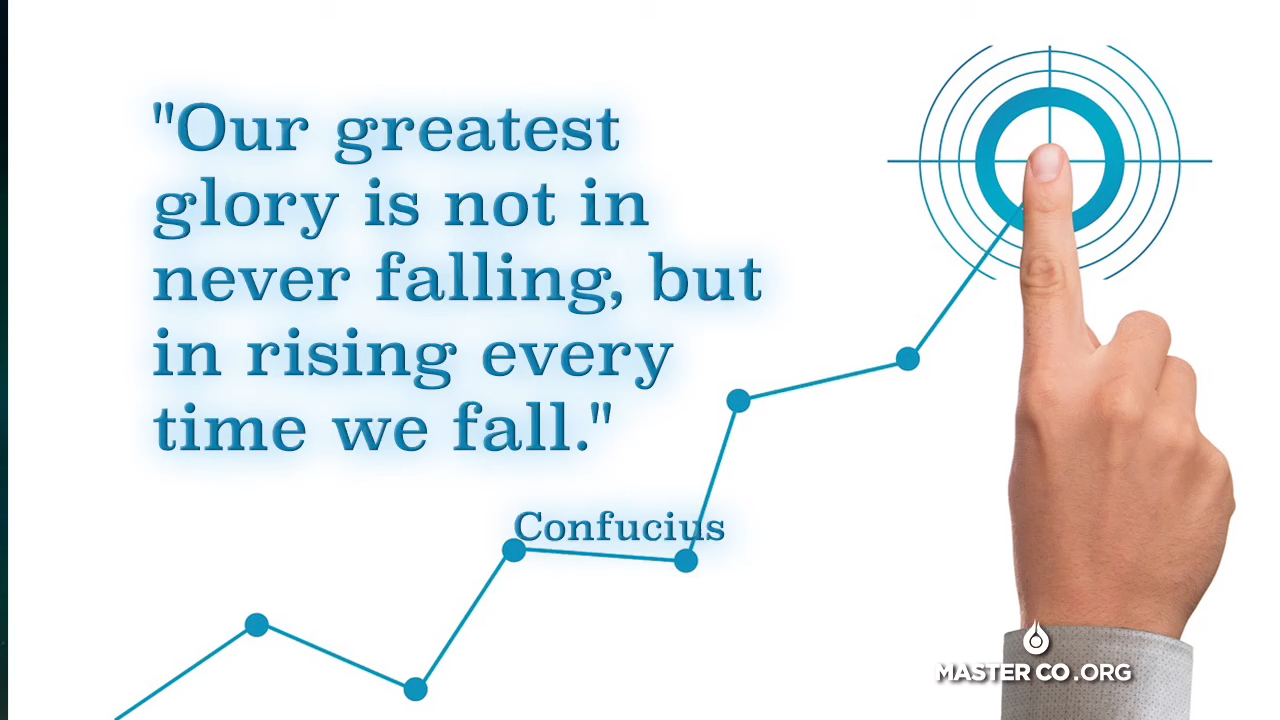 "Our greatest
glory is not in
never falling, but
in rising every
time we fall."
Confucius
MASTER CO.ORG